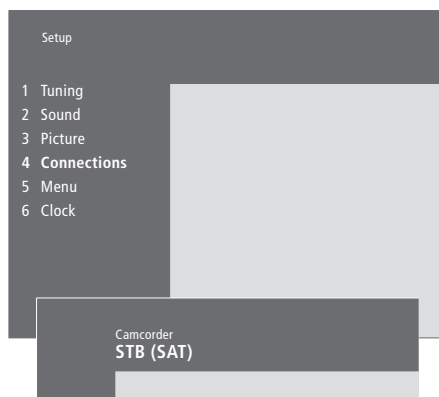 Setup
1 Tuning
2 Sound
3 Picture
4 Connections
5 Menu
6 Clock
Camcorder
STB (SAT)